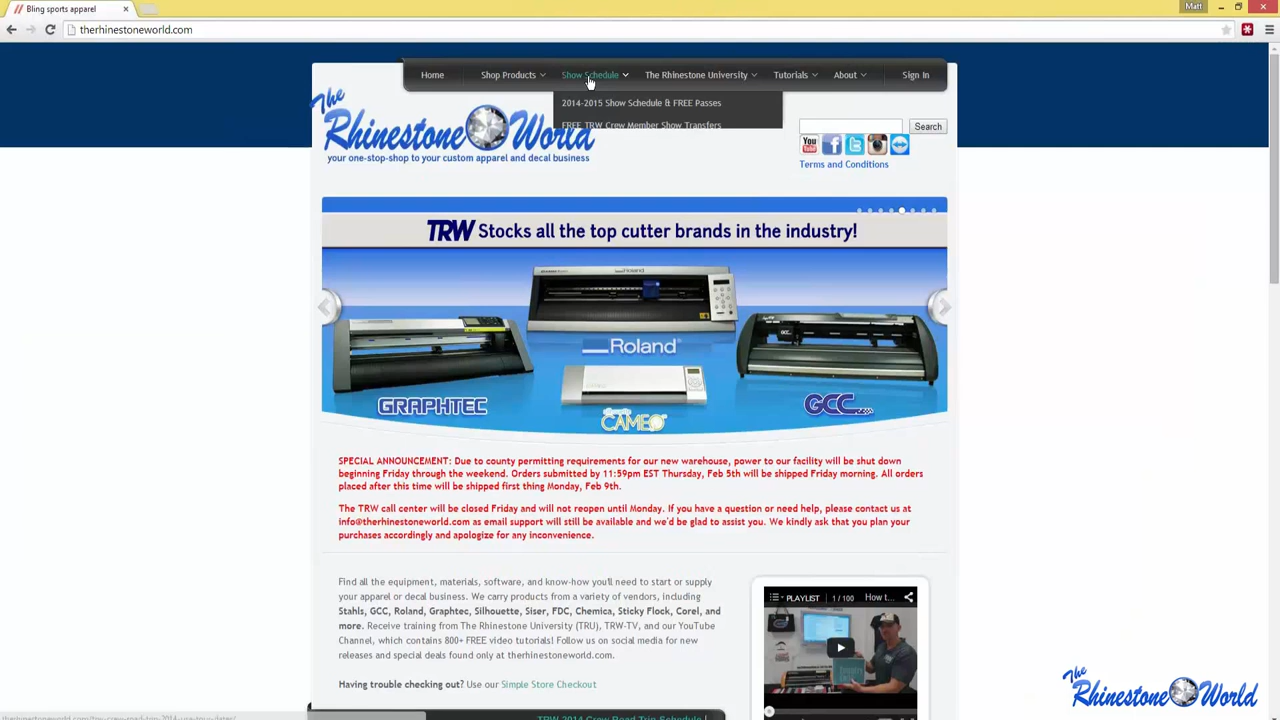 Bling sports apparel
Matt
therhinestoneworld.com
Home Shop Products Show Schedule The Rhinestone University Tutorials About Sign In
2014-2015 Show Schedule & FREE Passes
FREE TRW Crew Member Show Transfers
The Rhinestone World
your one-stop-shop to your custom apparel and decal business
Search
You
Terms and Conditions
TRW Stocks all the top cutter brands in the industry!
Roland
Roland
GRAPHTEC
CAMEO
GCC
SPECIAL ANNOUNCEMENT: Due to county permitting requirements for our new warehouse, power to our facility will be shut down
beginning Friday through the weekend. Orders submitted by 11:59pm EST Thursday, Feb 5th will be shipped Friday morning. All orders
placed after this time will be shipped first thing Monday, Feb 9th.
The TRW call center will be closed Friday and will not reopen until Monday. If you have a question or need help, please contact us at
info@therhinestoneworld.com as email support will still be available and we'd be glad to assist you. We kindly ask that you plan your
purchases accordingly and apologize for any inconvenience.
Find all the equipment, materials, software, and know-how you'll need to start or supply
your apparel or decal business. We carry products from a variety of vendors, including
Stahls, GCC, Roland, Graphtec, Silhouette, Siser, FDC, Chemica, Sticky Flock, Corel, and
more. Receive training from The Rhinestone University (TRU), TRW-TV, and our YouTube
Channel, which contains 800+ FREE video tutorials! Follow us on social media for new
releases and special deals found only at therhinestoneworld.com.
PLAYLIST 1 / 100 How t...
Having trouble checking out? Use our Simple Store Checkout
TRW 2014 Crew Road Trip Schedule |
The Rhinestone World